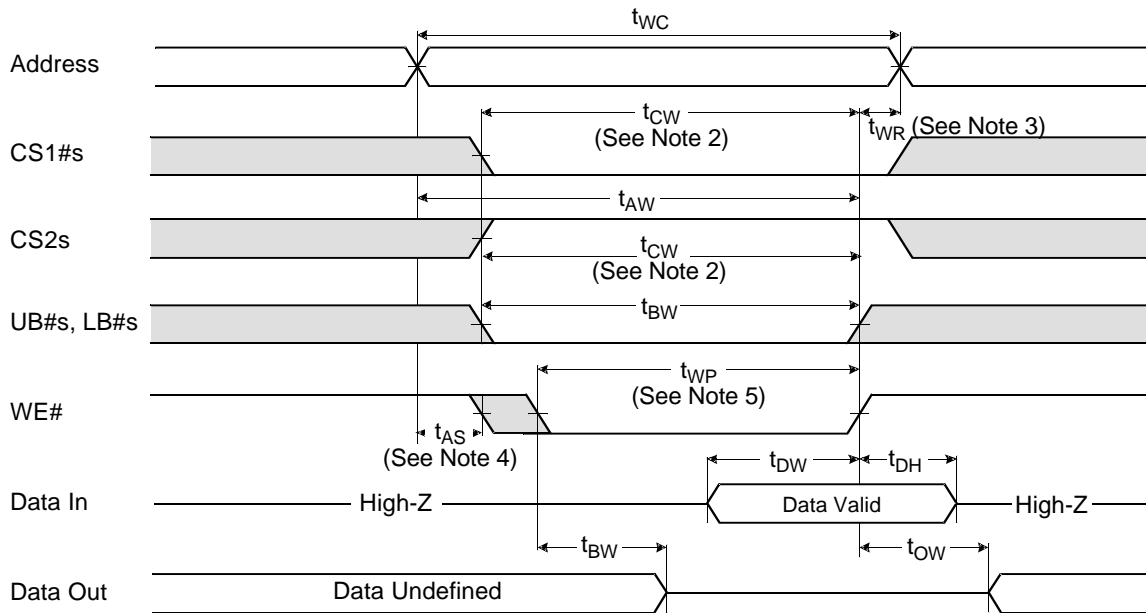 tWC
Address
tCW
(See Note 2)
tWR (See Note 3)
CS1#s
tAW
CS2s
tCW
(See Note 2)
UB#s, LB#s
tBW
tWP
(See Note 5)
WE#
tAS
(See Note 4)
tDW
tDH
Data In
High-Z
Data Valid
High-Z
tBW
tOW
Data Out
Data Undefined